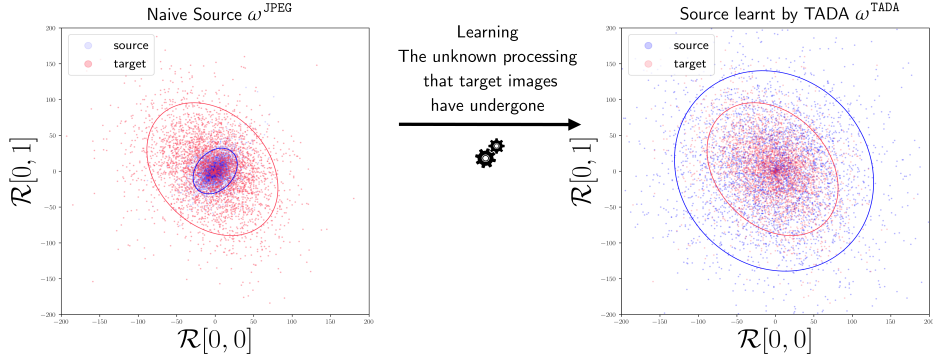 Naive Source ω^JPEG
source
target
200
150
100
50
0
−50
−100
−150
−200
−200 −150 −100 −50 0 50 100 150 200
R[0, 1]
R[0, 0]
Learning
The unknown processing
that target images
have undergone
Source learnt by TADA ω^TADA
source
target
200
150
100
50
0
−50
−100
−150
−200
−200 −150 −100 −50 0 50 100 150 200
R[0, 1]
R[0, 0]